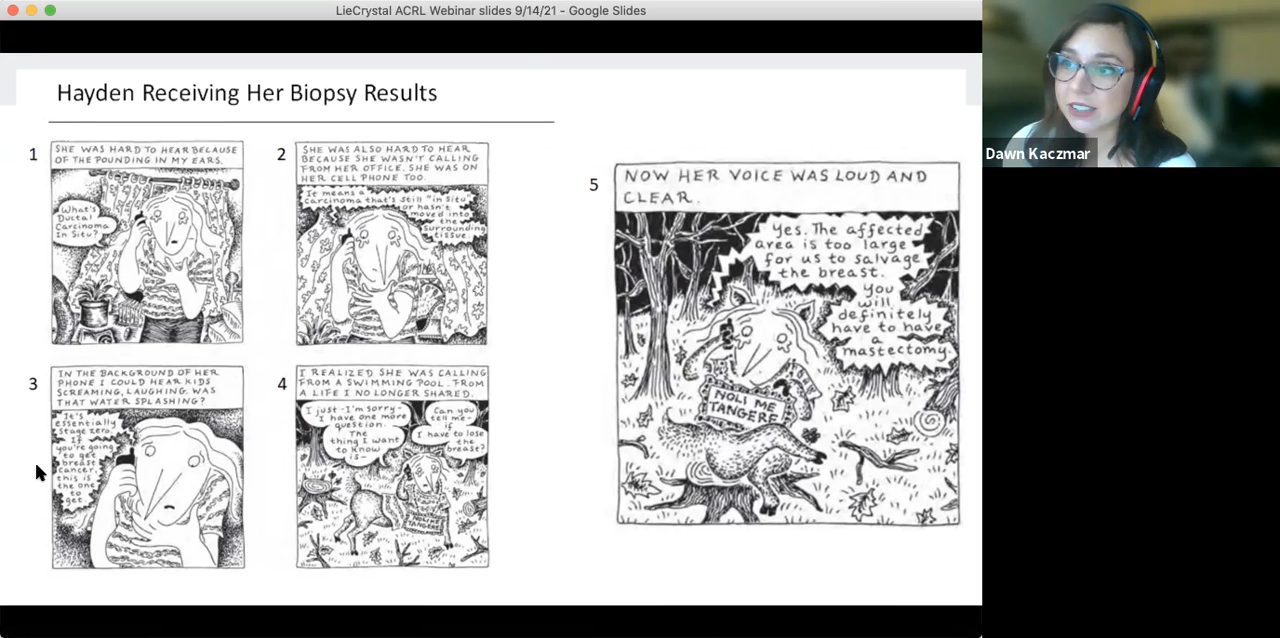 LieCrystal ACRL Webinar slides 9/14/21 - Google Slides
Hayden Receiving Her Biopsy Results
1
SHE WAS HARD TO HEAR BECAUSE
OF THE POUNDING IN MY EARS.
What's
Ductal
Carcinoma
In Situ?
2
SHE WAS ALSO HARD TO HEAR
BECAUSE SHE WASN'T CALLING
FROM HER OFFICE. SHE WAS ON
HER CELL PHONE TOO.
It means a
carcinoma that's still "in situ"
or hasn't
moved into
the
surrounding
tissue.
3
IN THE BACKGROUND OF HER
PHONE I COULD HEAR KIDS
SCREAMING, LAUGHING. WAS
THAT WATER SPLASHING?
It's
essentially
stage zero.
If
you're going
to get
breast
cancer,
this is
the one
to
get.
4
I REALIZED SHE WAS CALLING
FROM A SWIMMING POOL. FROM
A LIFE I NO LONGER SHARED.
I just-I'm sorry-
I have one more
question.
The
thing I want
to know
is-
Can you
tell me-
if
I have to lose
the
breast?
NOLI ME
TANGERE
5
NOW HER VOICE WAS LOUD AND
CLEAR.
Yes. The affected
area is too large
for us to salvage
the breast.
You
will
definitely
have to have
a
mastectomy.
NOLI ME
TANGERE
Dawn Kaczmar